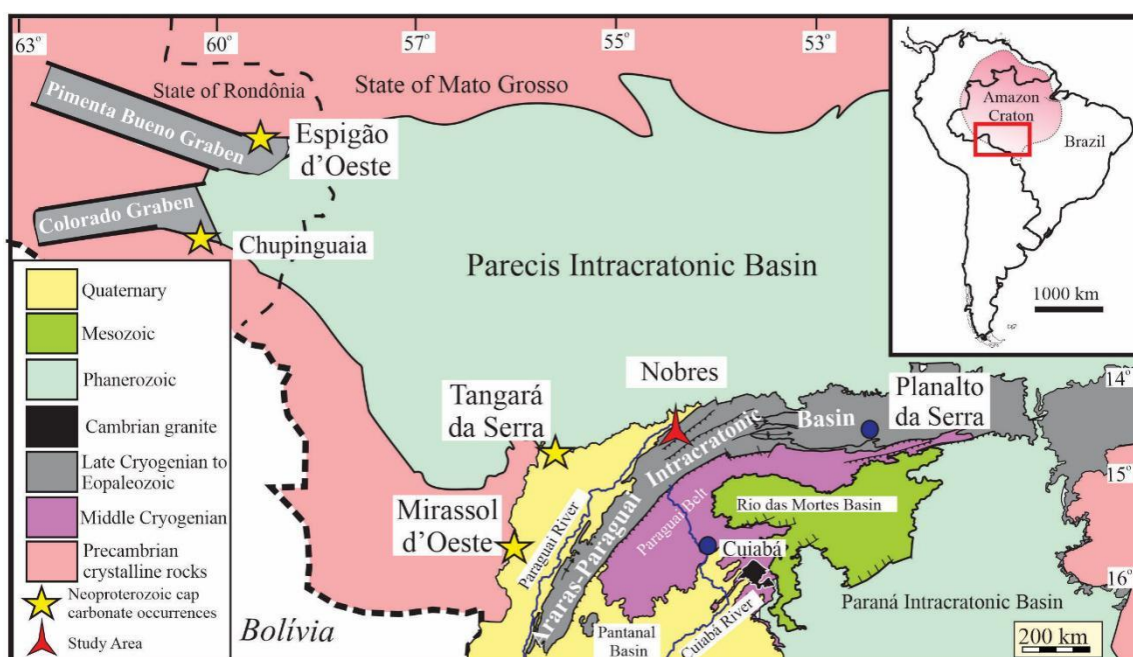 63°
60°
57°
55°
53°
State of Rondônia
State of Mato Grosso
Pimenta Bueno Graben
Espigão
d’Oeste
Colorado Graben
Chupinguaia
Parecis Intracratonic Basin
Amazon
Craton
Brazil
1000 km
Quaternary
Mesozoic
Phanerozoic
Cambrian granite
Late Cryogenian to
Eopaleozoic
Middle Cryogenian
Precambrian
crystalline rocks
Neoproterozoic cap
carbonate occurrences
Study Area
Nobres
Tangará
da Serra
Planalto
da Serra
14°
15°
16°
Araras-Paraguai Intracratonic Basin
Mirassol
d’Oeste
Paraguai River
Paraguai Belt
Rio das Mortes Basin
Cuiabá
Cuiabá River
Pantanal
Basin
Paraná Intracratonic Basin
Bolívia
200 km